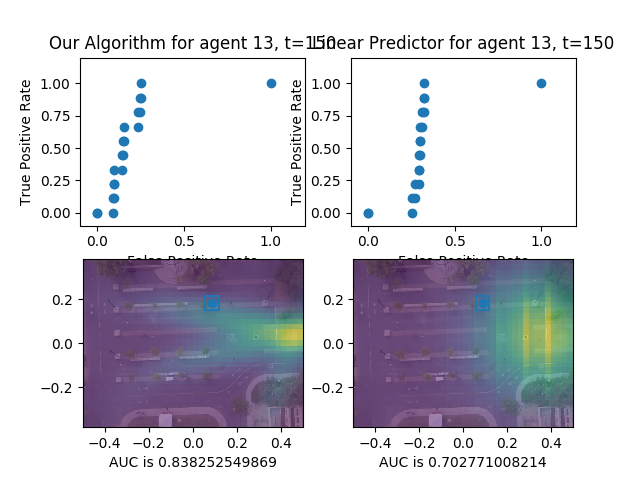 Our Algorithm for agent 13, t=150
Linear Predictor for agent 13, t=150
True Positive Rate
1.00
0.75
0.50
0.25
0.00
0.0 0.5 1.0
False Positive Rate
True Positive Rate
1.00
0.75
0.50
0.25
0.00
0.0 0.5 1.0
False Positive Rate
0.2
0.0
−0.2
−0.4 −0.2 0.0 0.2 0.4
AUC is 0.838252549869
0.2
0.0
−0.2
−0.4 −0.2 0.0 0.2 0.4
AUC is 0.702771008214